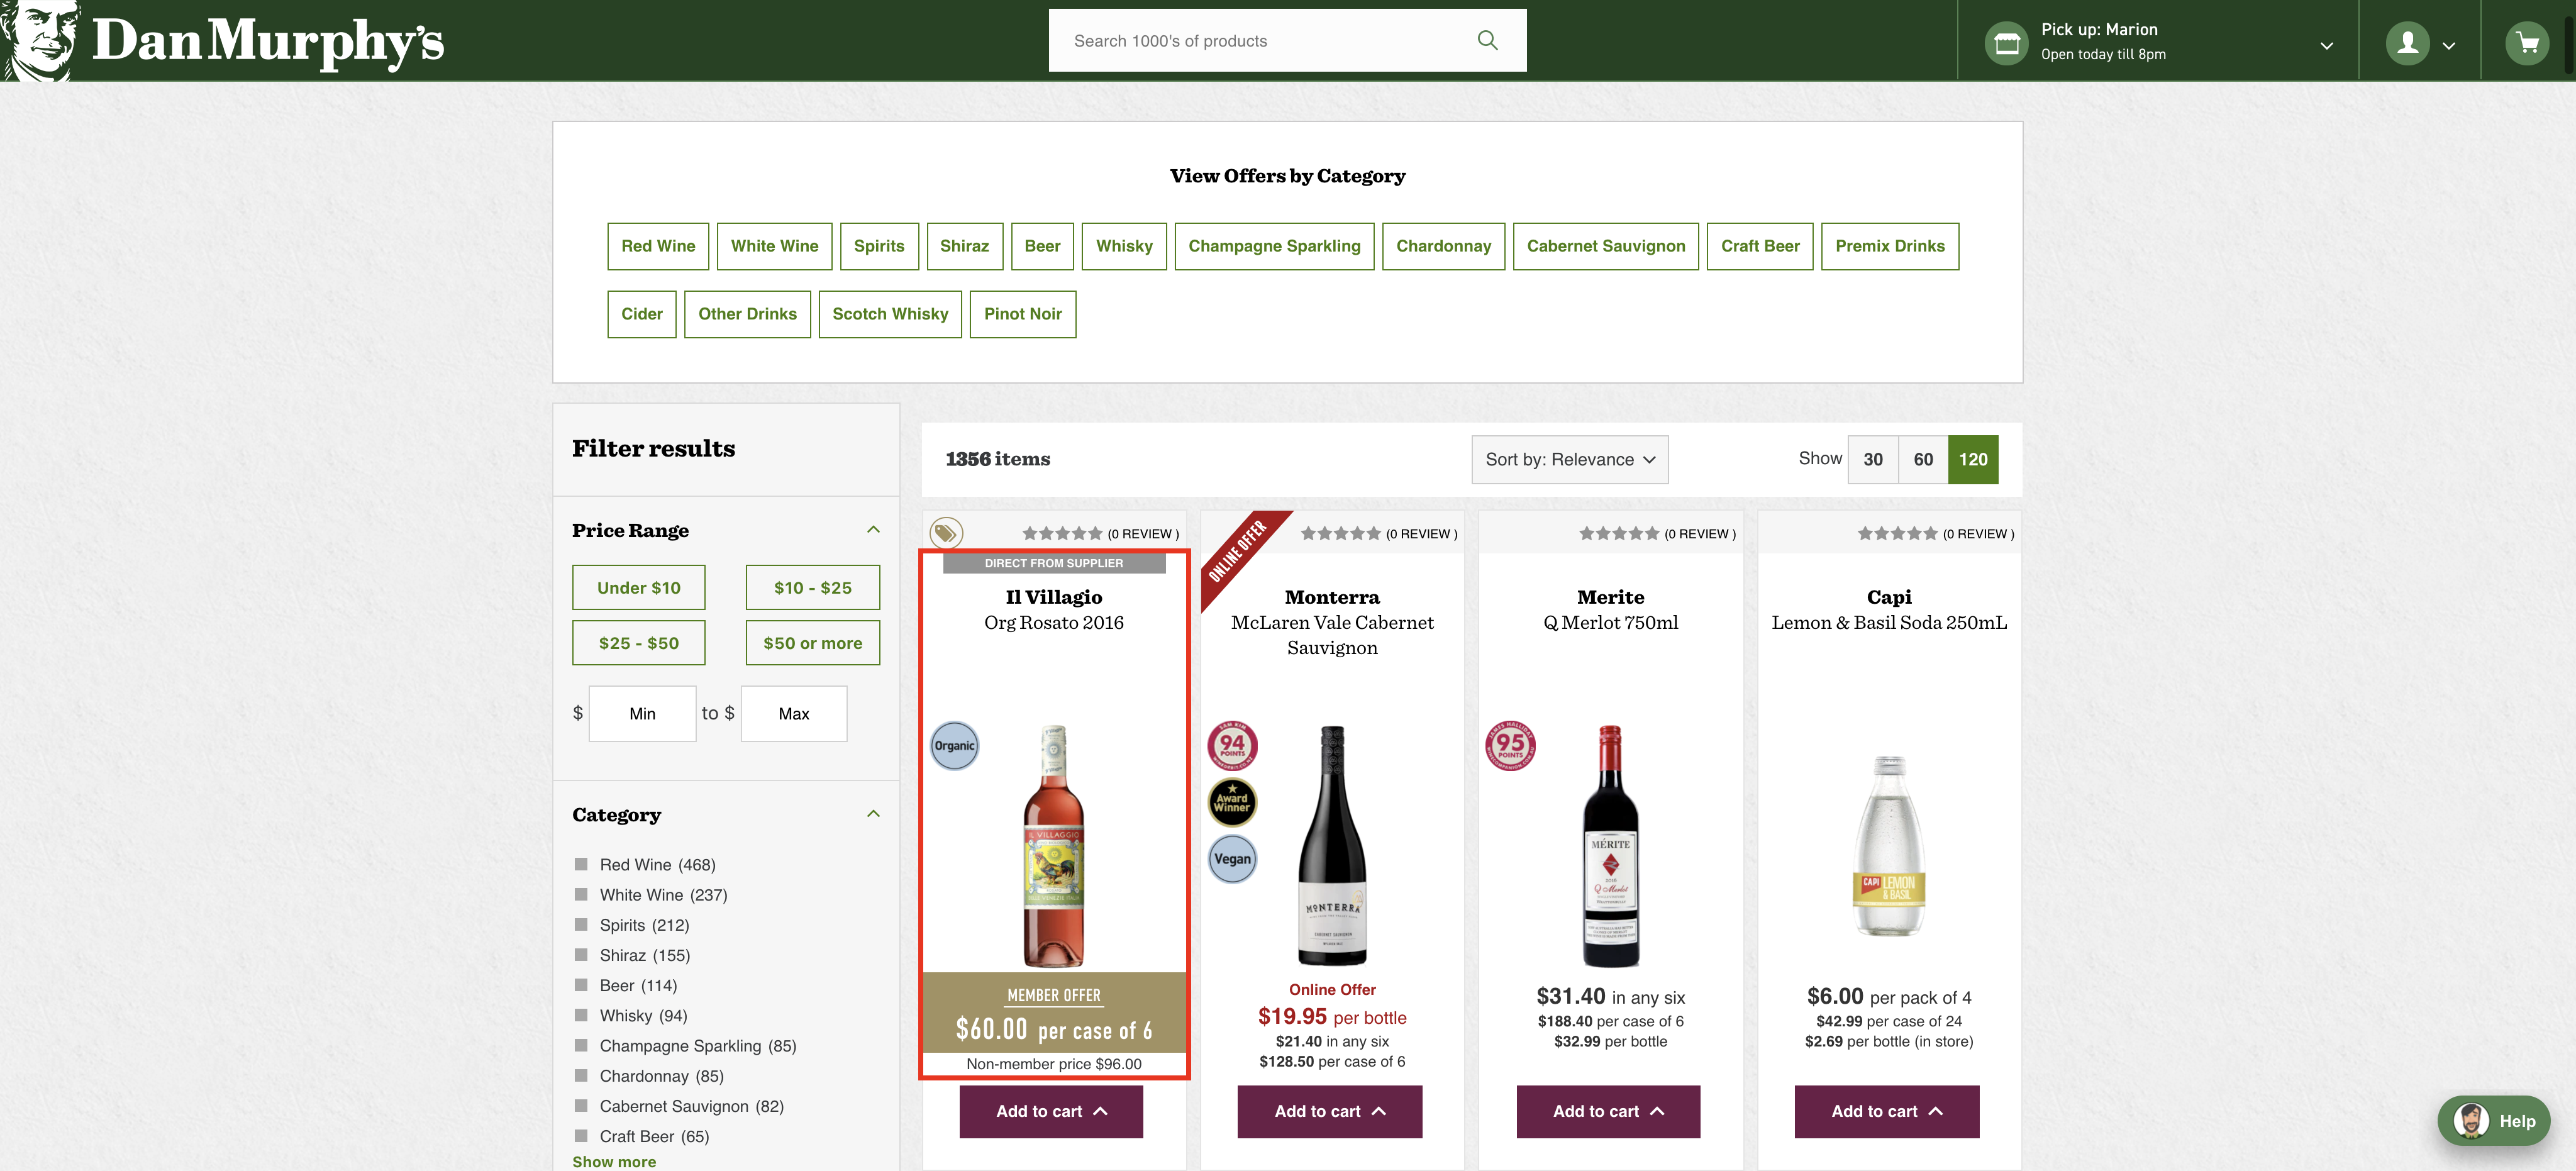 Dan Murphy's
Search 1000's of products
Pick up: Marion
Open today till 8pm
View Offers by Category
Red Wine
White Wine
Spirits
Shiraz
Beer
Whisky
Champagne Sparkling
Chardonnay
Cabernet Sauvignon
Craft Beer
Premix Drinks
Cider
Other Drinks
Scotch Whisky
Pinot Noir
Filter results
Price Range
Under $10
$10 - $25
$25 - $50
$50 or more
$ Min to $ Max
Category
Red Wine (468)
White Wine (237)
Spirits (212)
Shiraz (155)
Beer (114)
Whisky (94)
Champagne Sparkling (85)
Chardonnay (85)
Cabernet Sauvignon (82)
Craft Beer (65)
Show more
1356 items
Sort by: Relevance
Show 30 60 120
(0 REVIEW )
DIRECT FROM SUPPLIER
Il Villagio
Org Rosato 2016
Organic
IL VILLAGGIO
MEMBER OFFER
$60.00 per case of 6
Non-member price $96.00
Add to cart
ONLINE OFFER
(0 REVIEW )
Monterra
McLaren Vale Cabernet
Sauvignon
94
POINTS
Award
Winner
Vegan
MONTERRA
Online Offer
$19.95 per bottle
$21.40 in any six
$128.50 per case of 6
Add to cart
(0 REVIEW )
Merite
Q Merlot 750ml
95
POINTS
MÉRITE
Q Merlot
$31.40 in any six
$188.40 per case of 6
$32.99 per bottle
Add to cart
(0 REVIEW )
Capi
Lemon & Basil Soda 250mL
CAPI LEMON
& BASIL
$6.00 per pack of 4
$42.99 per case of 24
$2.69 per bottle (in store)
Add to cart
Help